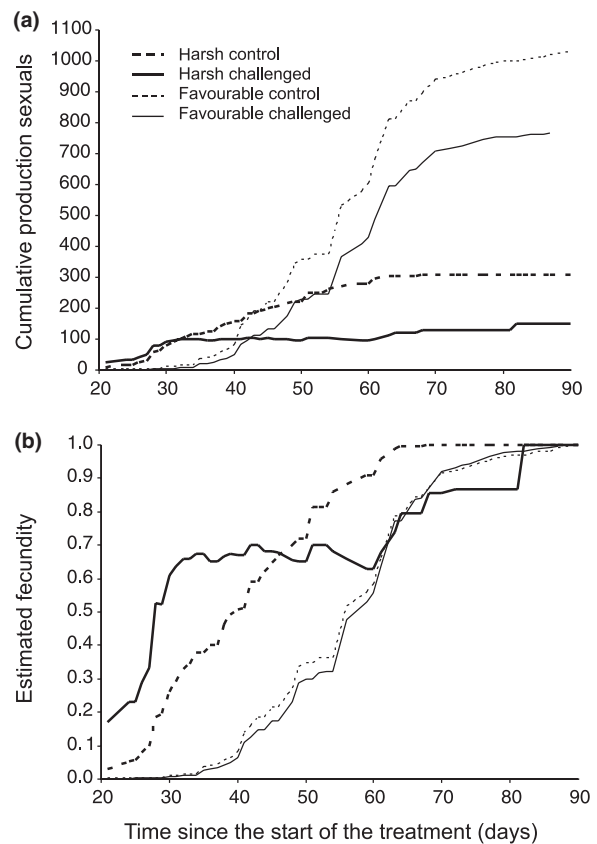 (a)
1100
1000
900
800
700
600
500
400
300
200
100
0
Cumulative production sexuals
Harsh control
Harsh challenged
Favourable control
Favourable challenged
20 30 40 50 60 70 80 90
(b)
1.0
0.9
0.8
0.7
0.6
0.5
0.4
0.3
0.2
0.1
0.0
Estimated fecundity
20 30 40 50 60 70 80 90
Time since the start of the treatment (days)